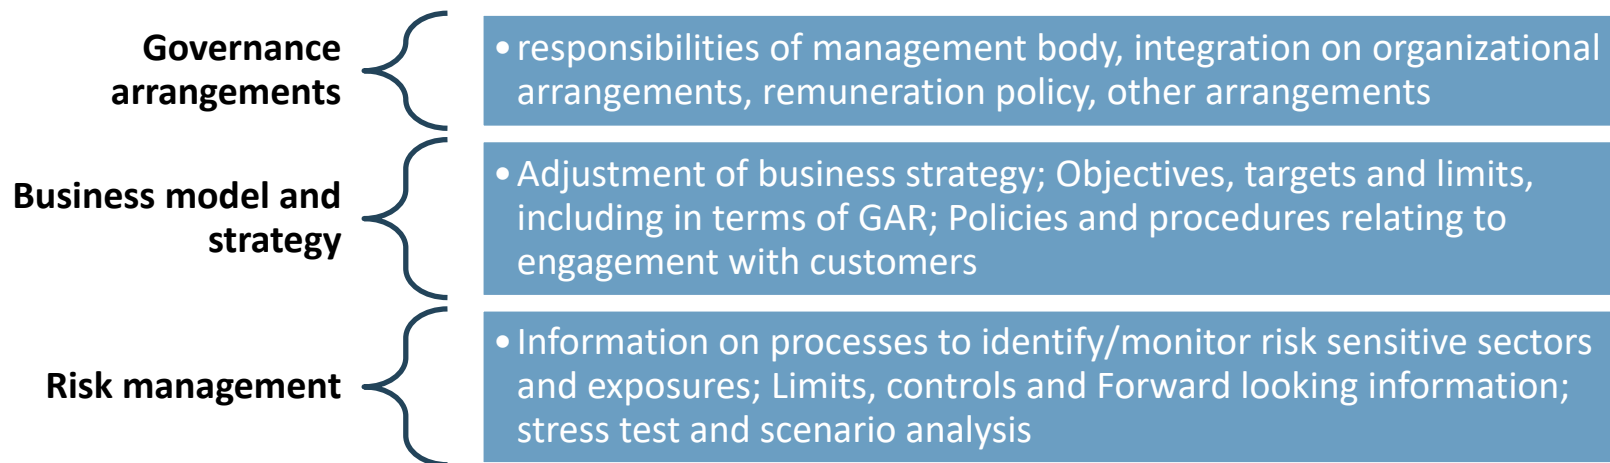 Governance
arrangements
• responsibilities of management body, integration on organizational
arrangements, remuneration policy, other arrangements
Business model and
strategy
• Adjustment of business strategy; Objectives, targets and limits,
including in terms of GAR; Policies and procedures relating to
engagement with customers
Risk management
• Information on processes to identify/monitor risk sensitive sectors
and exposures; Limits, controls and Forward looking information;
stress test and scenario analysis